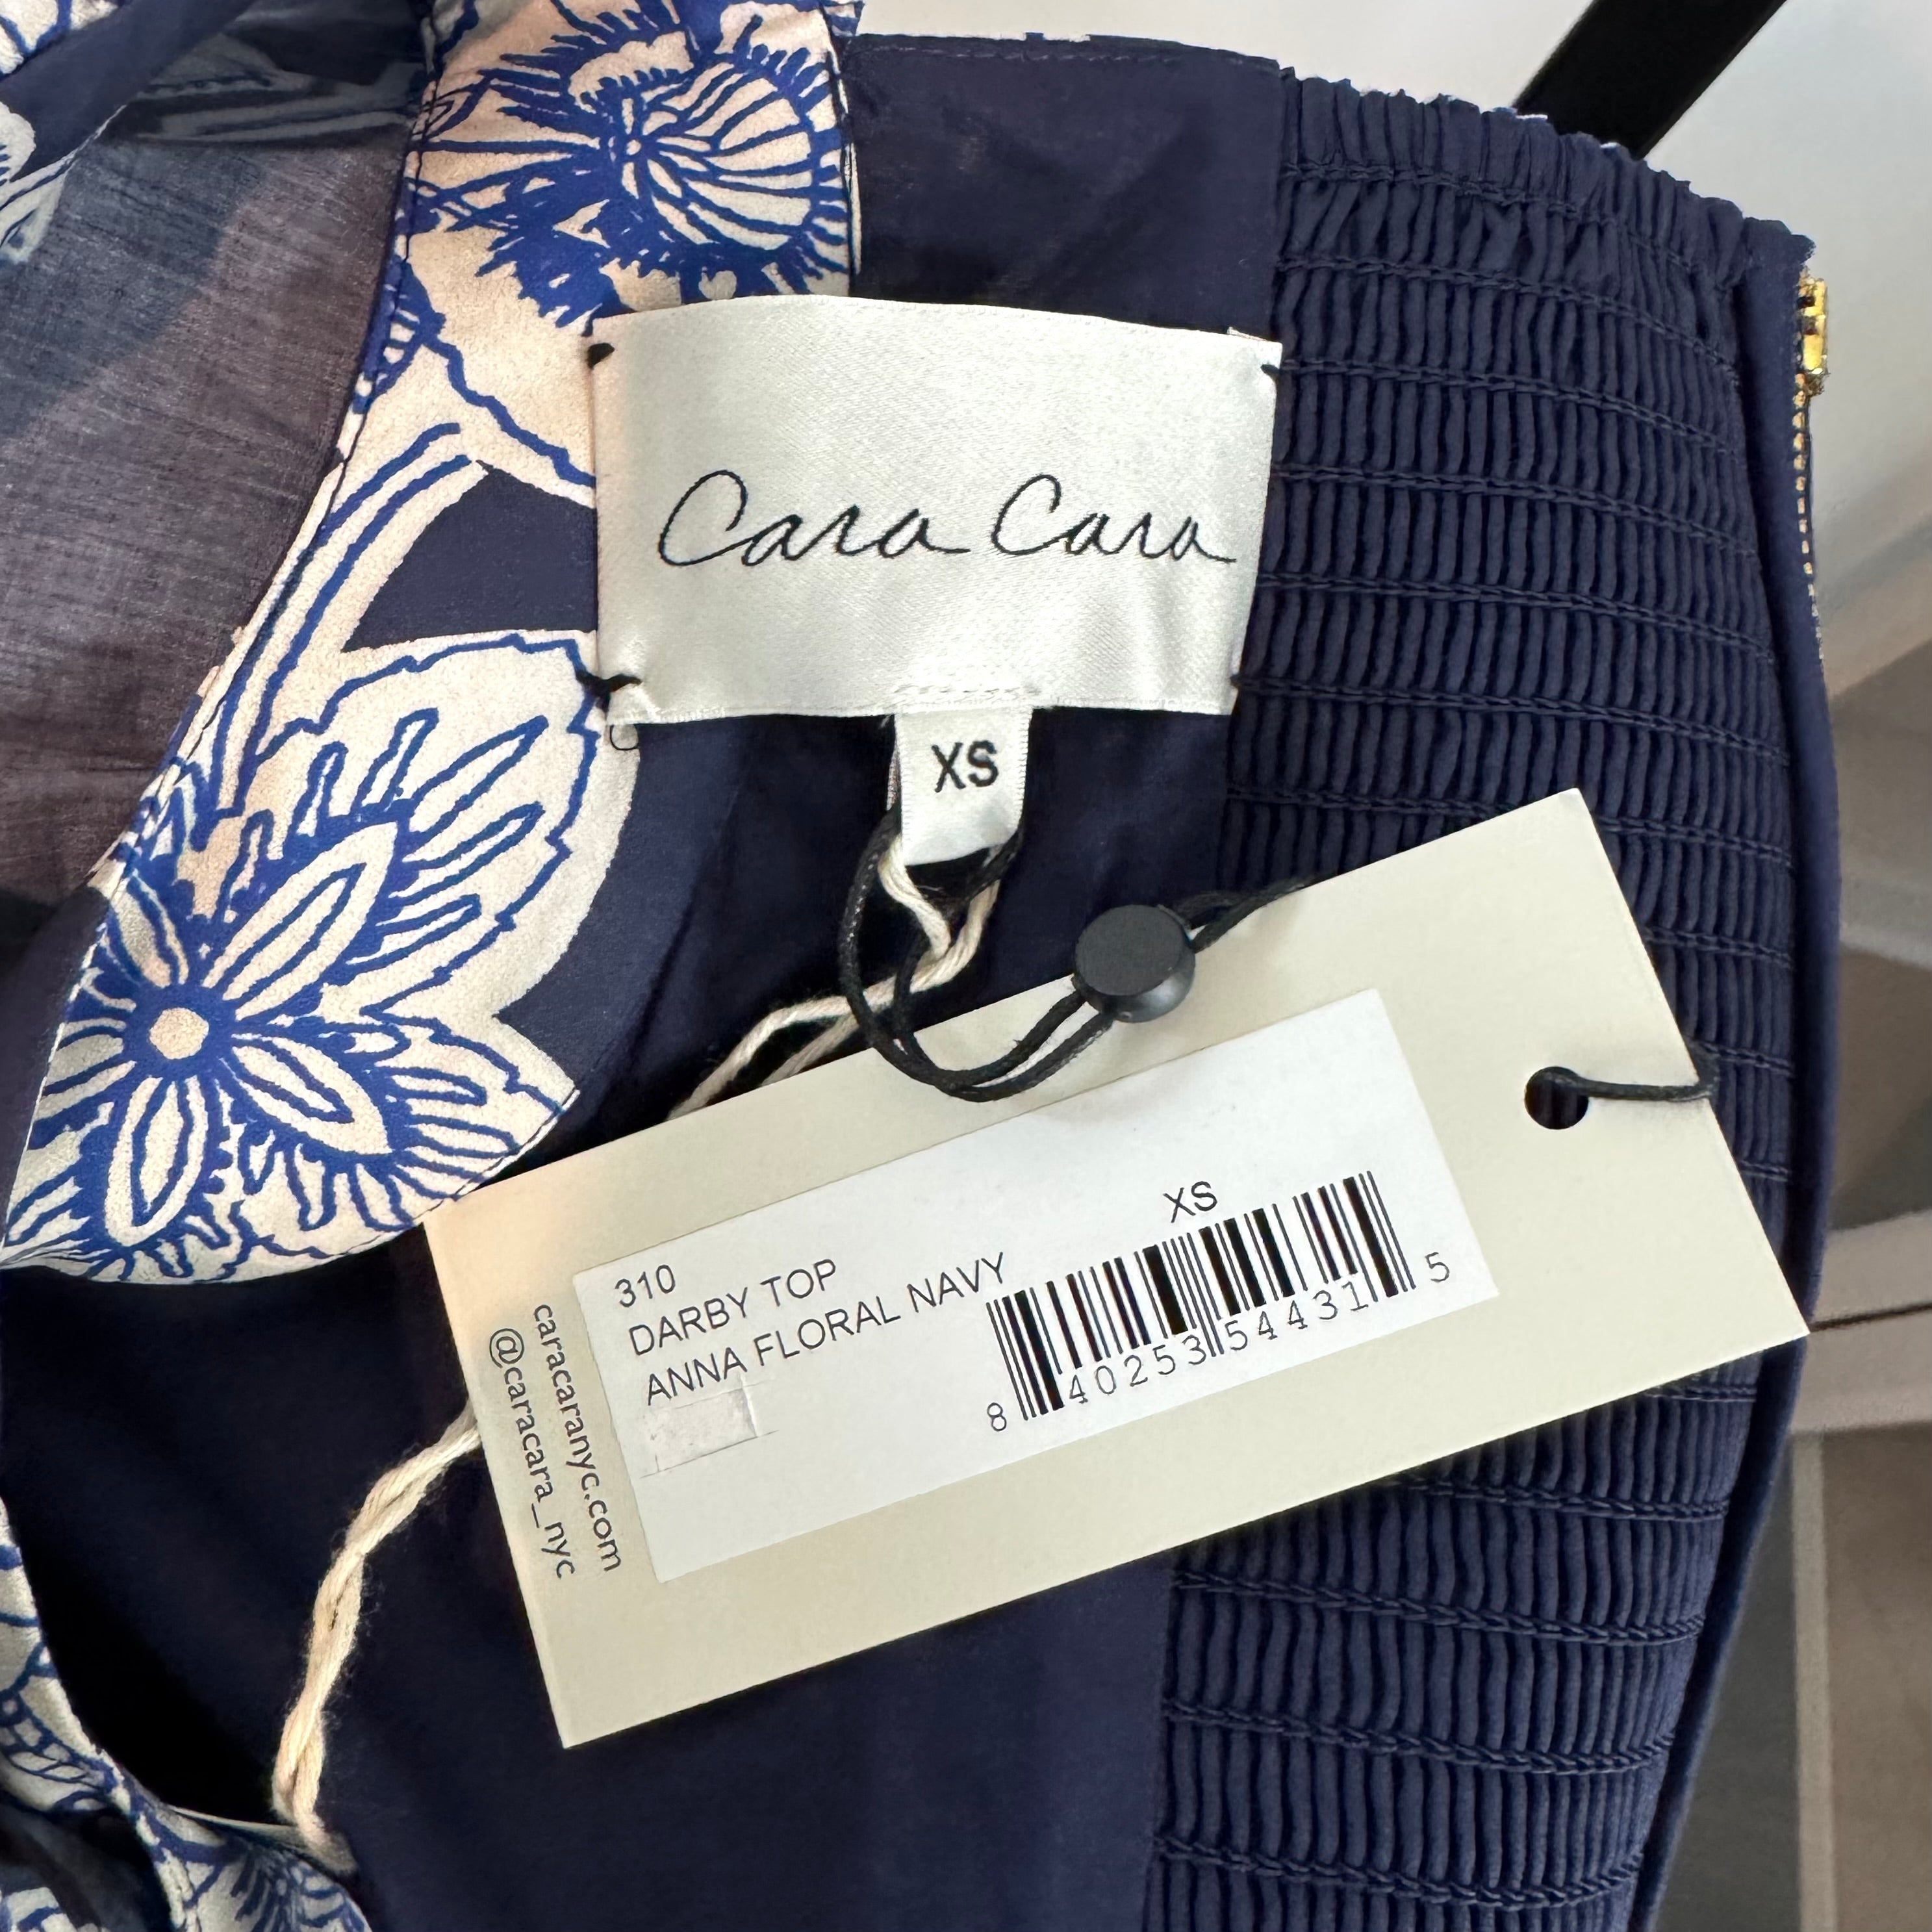 Cara Cara
XS
XS
310
DARBY TOP
ANNA FLORAL NAVY
8 40253 54431 5
caracaranyc.com
@caracara_nyc